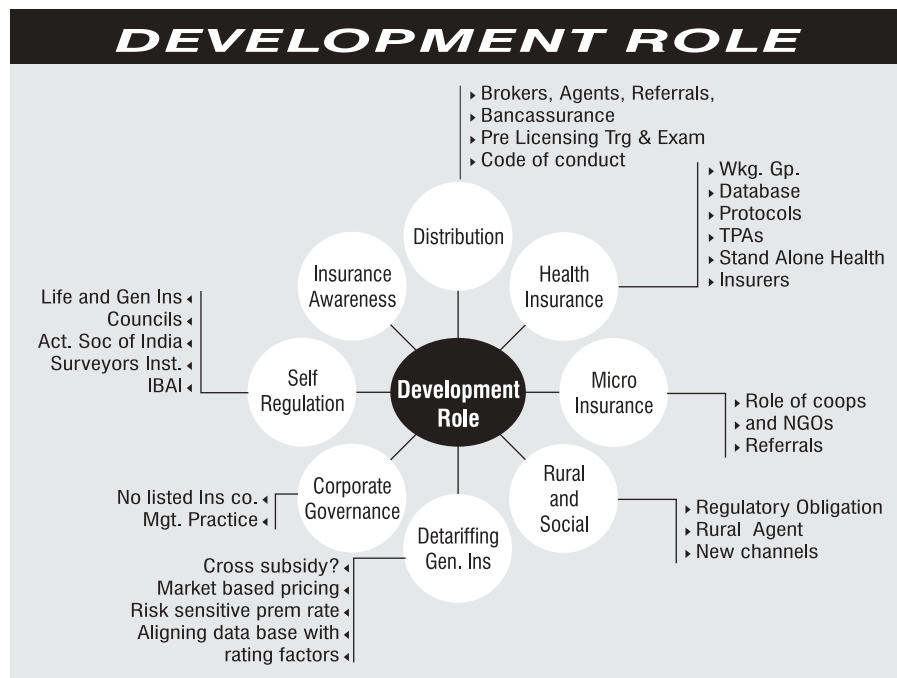 DEVELOPMENT ROLE
Brokers, Agents, Referrals,
Bancassurance
Pre Licensing Trg & Exam
Code of conduct
Distribution
Wkg. Gp.
Database
Protocols
TPAs
Stand Alone Health
Insurers
Health
Insurance
Insurance
Awareness
Life and Gen Ins
Councils
Act. Soc of India
Surveyors Inst.
IBAI
Self
Regulation
Development
Role
Micro
Insurance
Role of coops
and NGOs
Referrals
Corporate
Governance
No listed Ins co.
Mgt. Practice
Rural
and
Social
Regulatory Obligation
Rural Agent
New channels
Detariffing
Gen. Ins
Cross subsidy?
Market based pricing
Risk sensitive prem rate
Aligning data base with
rating factors